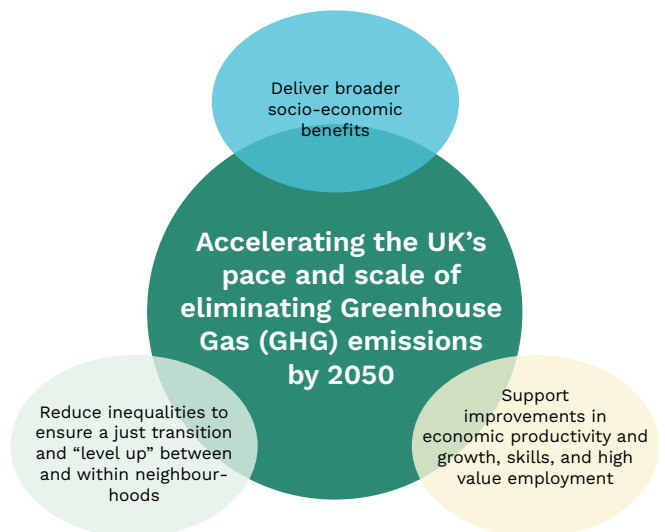 Deliver broader
socio-economic
benefits
Accelerating the UK's
pace and scale of
eliminating Greenhouse
Gas (GHG) emissions
by 2050
Reduce inequalities to
ensure a just transition
and “level up” between
and within neighbour-
hoods
Support
improvements in
economic productivity and
growth, skills, and high
value employment